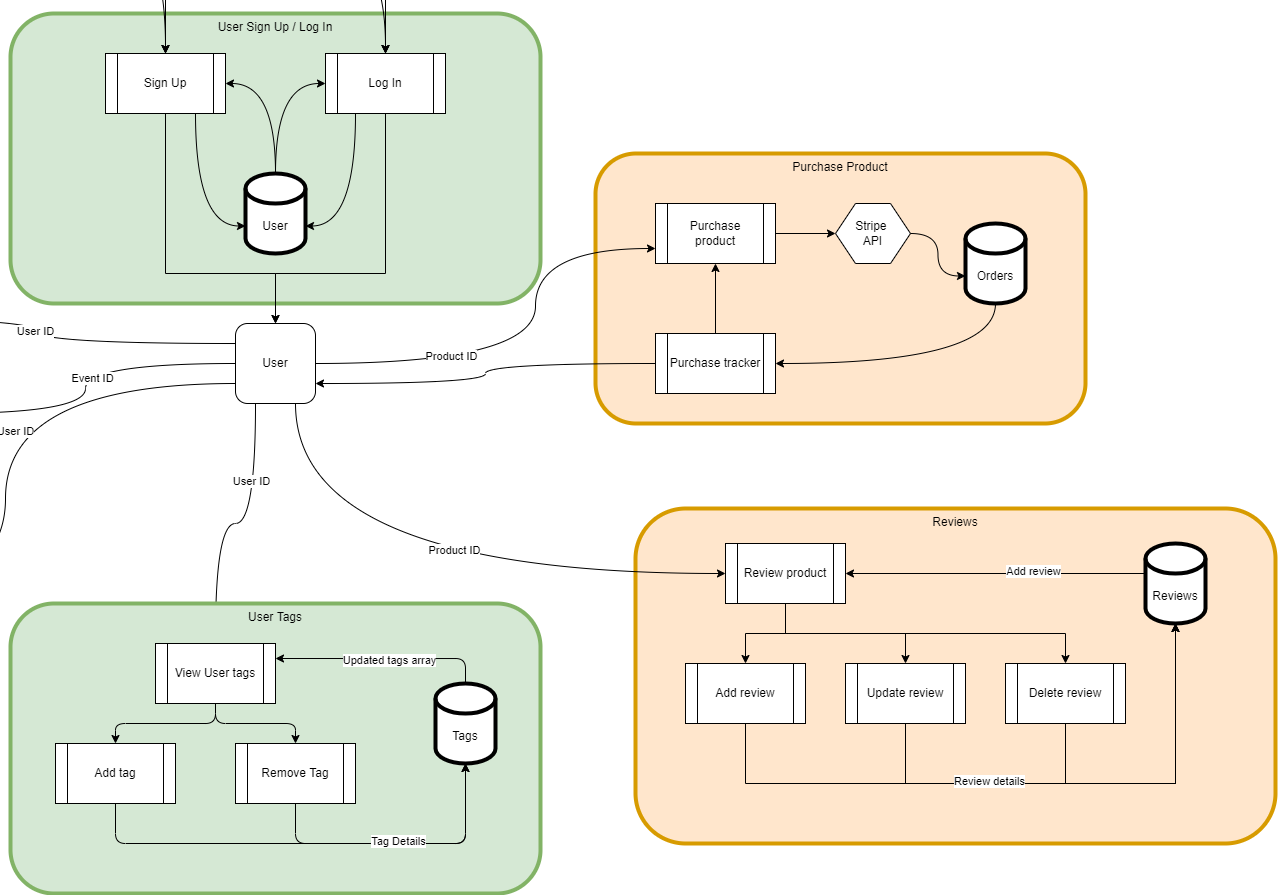 User Sign Up / Log In
Sign Up
Log In
User
Purchase Product
Purchase
product
Stripe
API
Orders
Purchase tracker
User ID
User
Product ID
Event ID
User ID
User ID
Product ID
Reviews
Review product
Add review
Reviews
Add review
Update review
Delete review
Review details
User Tags
View User tags
Updated tags array
Tags
Add tag
Remove Tag
Tag Details